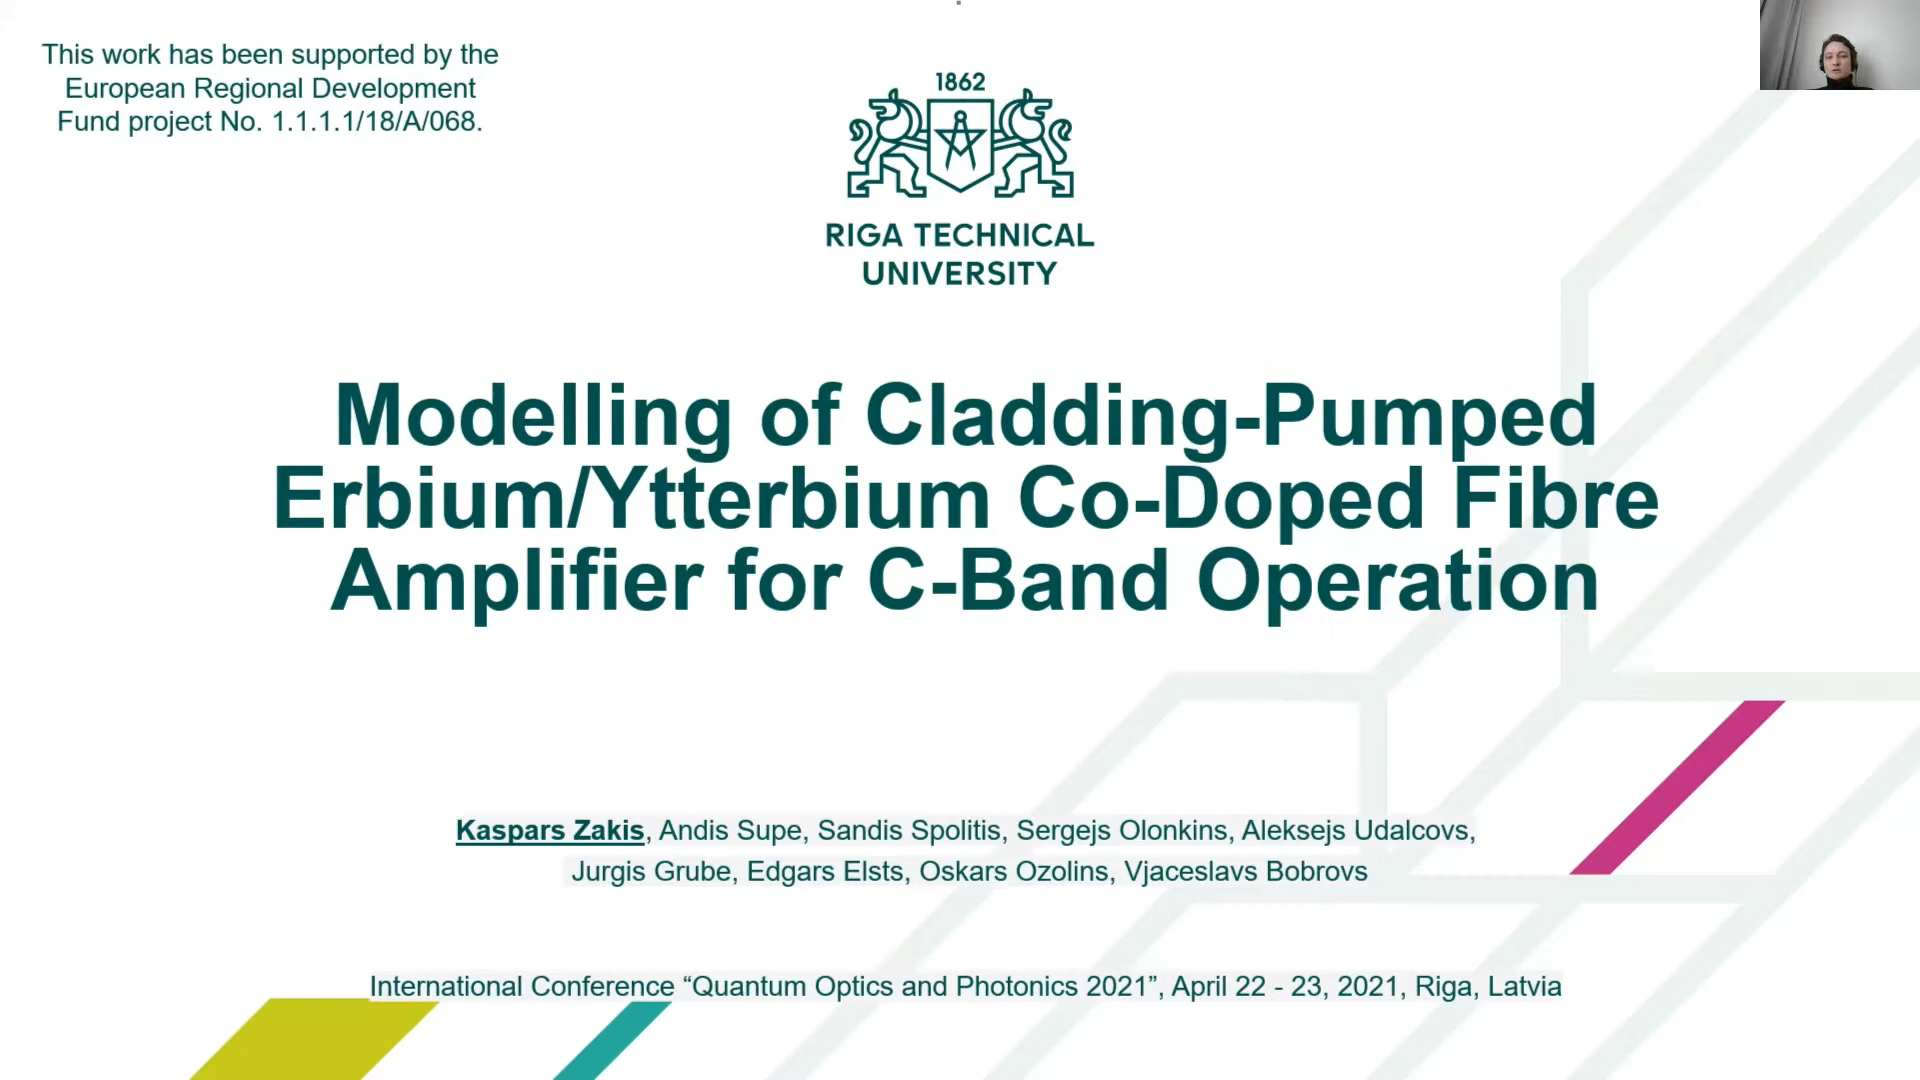 This work has been supported by the
European Regional Development
Fund project No. 1.1.1.1/18/A/068.
1862
RIGA TECHNICAL
UNIVERSITY
Modelling of Cladding-Pumped
Erbium/Ytterbium Co-Doped Fibre
Amplifier for C-Band Operation
Kaspars Zakis, Andis Supe, Sandis Spolitis, Sergejs Olonkins, Aleksejs Udalcovs,
Jurgis Grube, Edgars Elsts, Oskars Ozolins, Vjaceslavs Bobrovs
International Conference “Quantum Optics and Photonics 2021”, April 22 - 23, 2021, Riga, Latvia